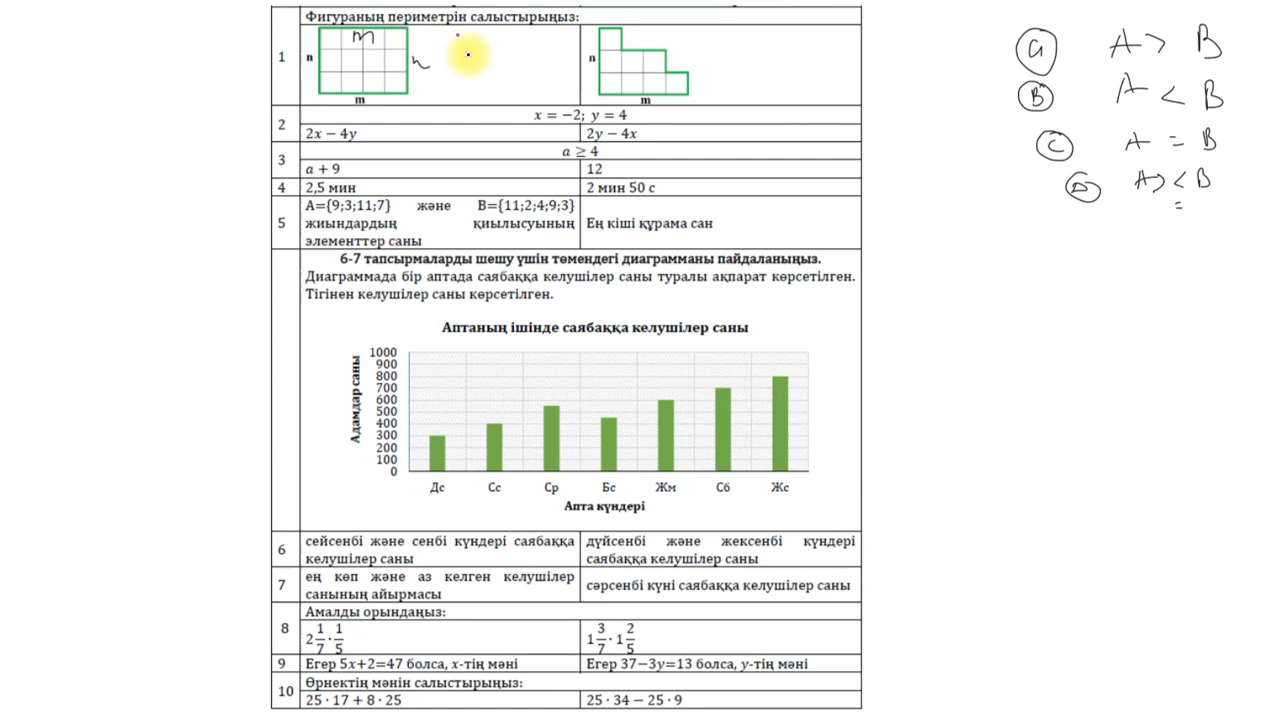 Фигураның периметрін салыстырыңыз:
1
n
m
n
m
n
m
2
x = −2; y = 4
2x − 4y
2y − 4x
3
a ≥ 4
a + 9
12
4
2,5 мин
2 мин 50 с
5
A={9;3;11;7} және B={11;2;4;9;3}
жиындардың қиылысуының
элементтер саны
Ең кіші құрама сан
6-7 тапсырмаларды шешу үшін төмендегі диаграмманы пайдаланыңыз.
Диаграммада бір аптада саябаққа келушілер саны туралы ақпарат көрсетілген.
Тігінен келушілер саны көрсетілген.
Аптаның ішінде саябаққа келушілер саны
Адамдар саны
1000
900
800
700
600
500
400
300
200
100
0
Дс Сс Ср Бс Жм Сб Жс
Апта күндері
6
сейсенбі және сенбі күндері саябаққа
келушілер саны
дүйсенбі және жексенбі күндері
саябаққа келушілер саны
7
ең көп және аз келген келушілер
санының айырмасы
сәрсенбі күні саябаққа келушілер саны
8
Амалды орындаңыз:
2 1/7 · 1/5
1 3/7 · 1 2/5
9
Егер 5x+2=47 болса, x-тің мәні
Егер 37−3y=13 болса, y-тің мәні
10
Өрнектің мәнін салыстырыңыз:
25 · 17 + 8 · 25
25 · 34 − 25 · 9
A > B
B A < B
C A = B
A > < B
=